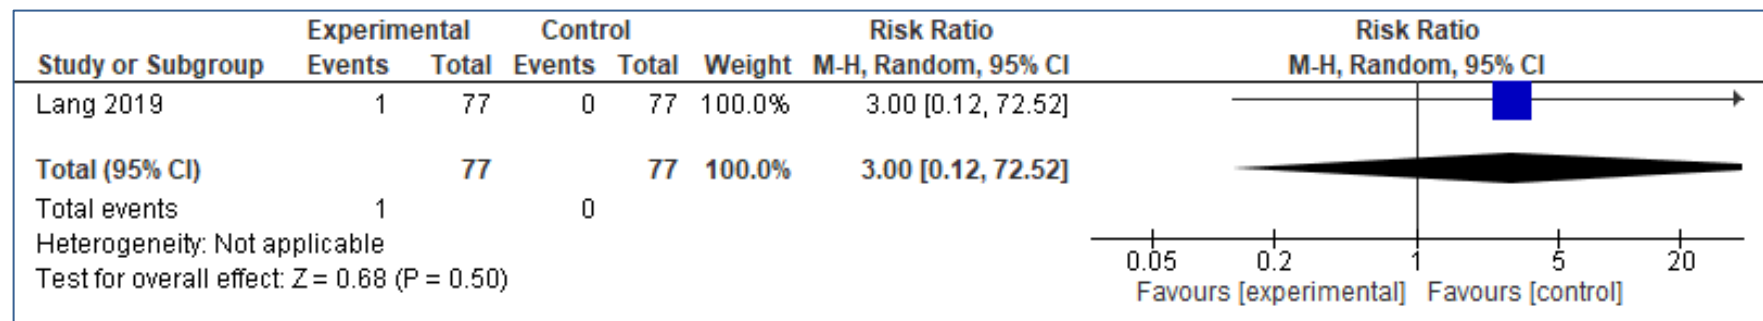 Experimental Control Risk Ratio Risk Ratio
Study or Subgroup Events Total Events Total Weight M-H, Random, 95% CI M-H, Random, 95% CI
Lang 2019 1 77 0 77 100.0% 3.00 [0.12, 72.52]
Total (95% CI) 77 77 100.0% 3.00 [0.12, 72.52]
Total events 1 0
Heterogeneity: Not applicable
Test for overall effect: Z = 0.68 (P = 0.50)
0.05 0.2 1 5 20
Favours [experimental] Favours [control]